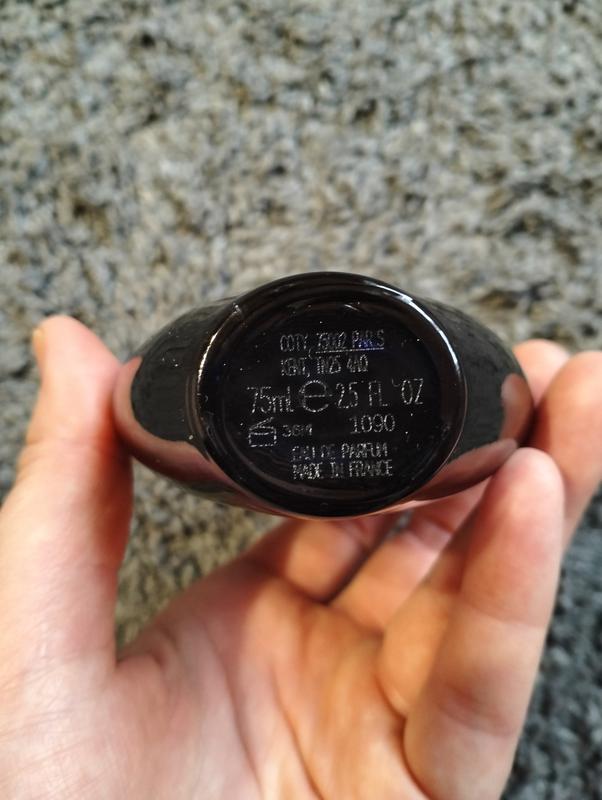 COTY, 75002 PARIS
KENT, TN25 4AQ
75ml ℮ 2.5 FL. OZ
36M 1090
EAU DE PARFUM
MADE IN FRANCE